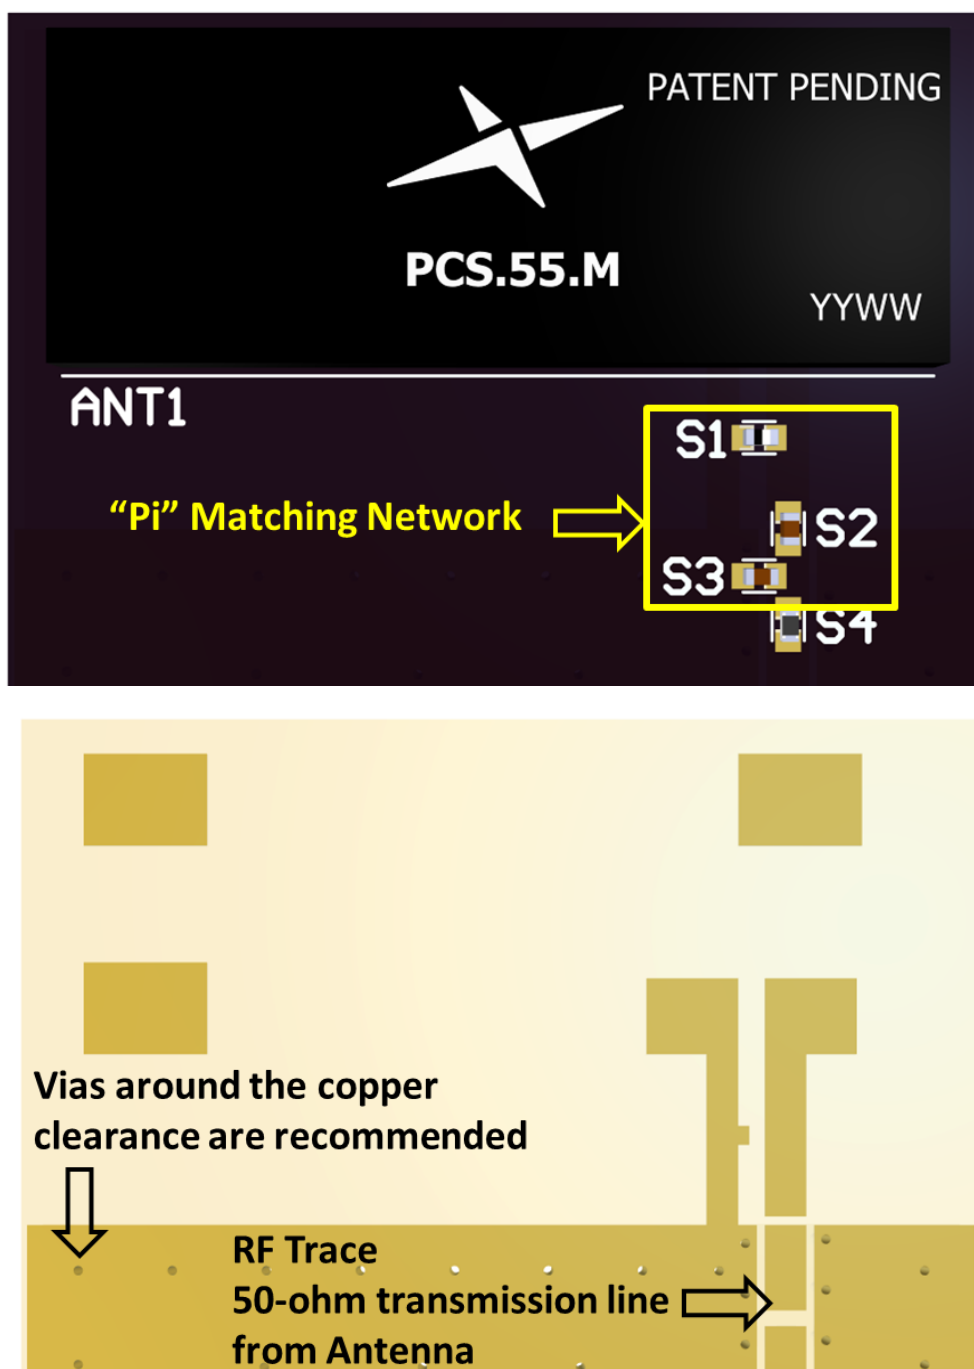 PATENT PENDING
PCS.55.M
YYWW
ANT1
S1
“Pi” Matching Network
S2
S3
S4
Vias around the copper
clearance are recommended
RF Trace
50-ohm transmission line
from Antenna